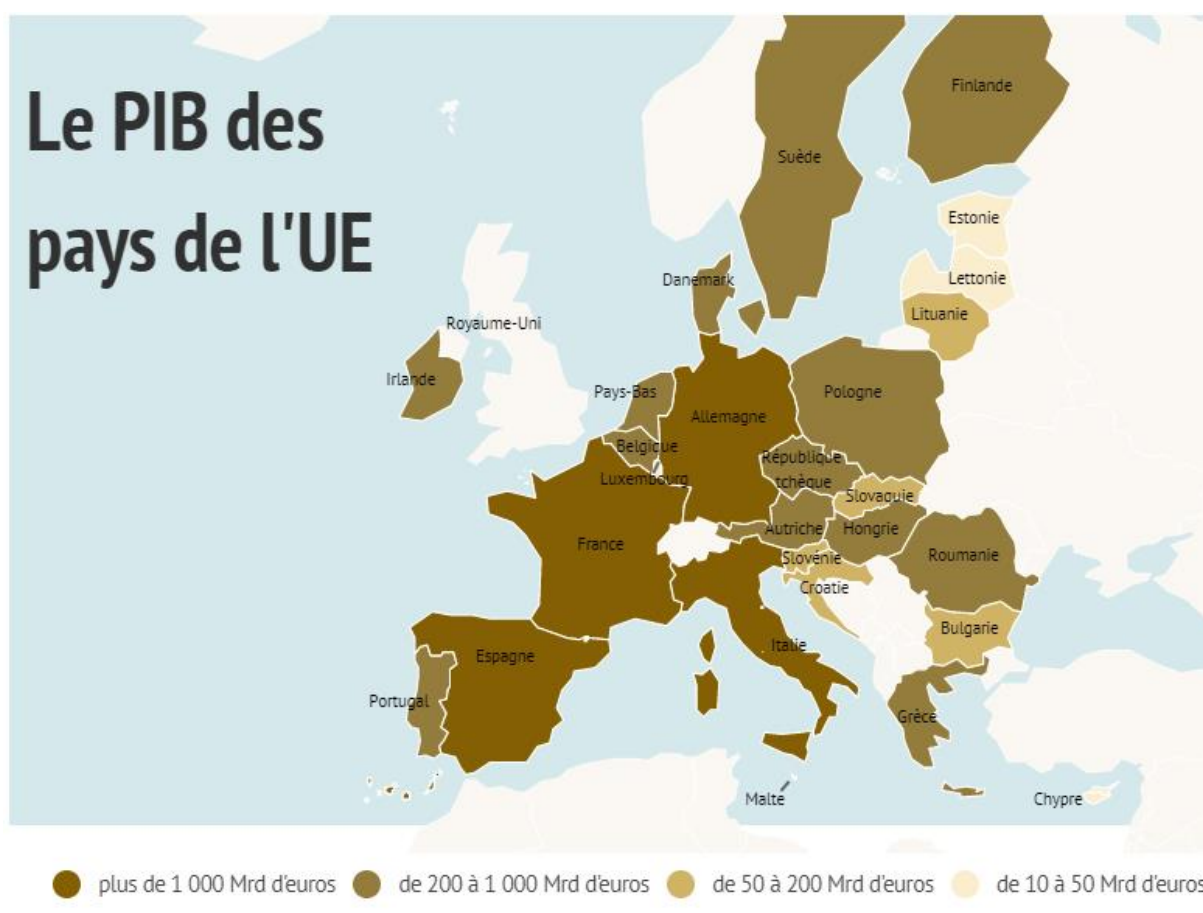 Le PIB des
pays de l'UE
Finlande
Suède
Estonie
Danemark
Lettonie
Lituanie
Royaume-Uni
Irlande
Pays-Bas
Pologne
Allemagne
Belgique
République
tchèque
Luxembourg
Slovaquie
Autriche
Hongrie
France
Slovénie
Roumanie
Croatie
Bulgarie
Italie
Espagne
Portugal
Grèce
Malte
Chypre
plus de 1 000 Mrd d'euros
de 200 à 1 000 Mrd d'euros
de 50 à 200 Mrd d'euros
de 10 à 50 Mrd d'euros